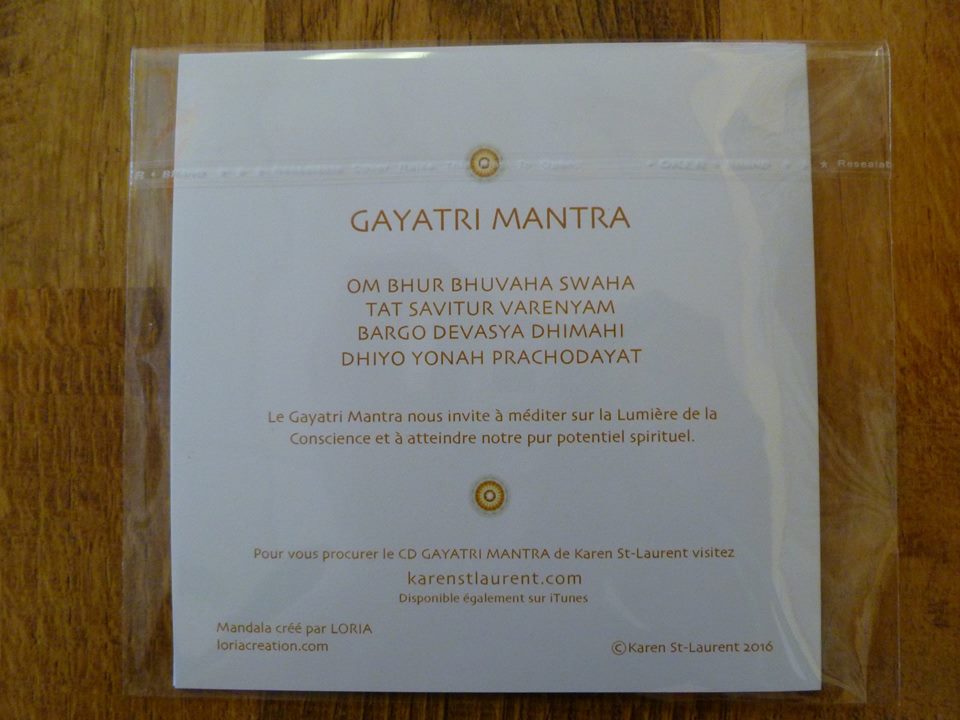 Resealab
GAYATRI MANTRA
OM BHUR BHUVAHA SWAHA
TAT SAVITUR VARENYAM
BARGO DEVASYA DHIMAHI
DHIYO YONAH PRACHODAYAT
Le Gayatri Mantra nous invite à méditer sur la Lumière de la
Conscience et à atteindre notre pur potentiel spirituel.
Pour vous procurer le CD GAYATRI MANTRA de Karen St-Laurent visitez
karenstlaurent.com
Disponible également sur iTunes
Mandala créé par LORIA
loriacreation.com
©Karen St-Laurent 2016